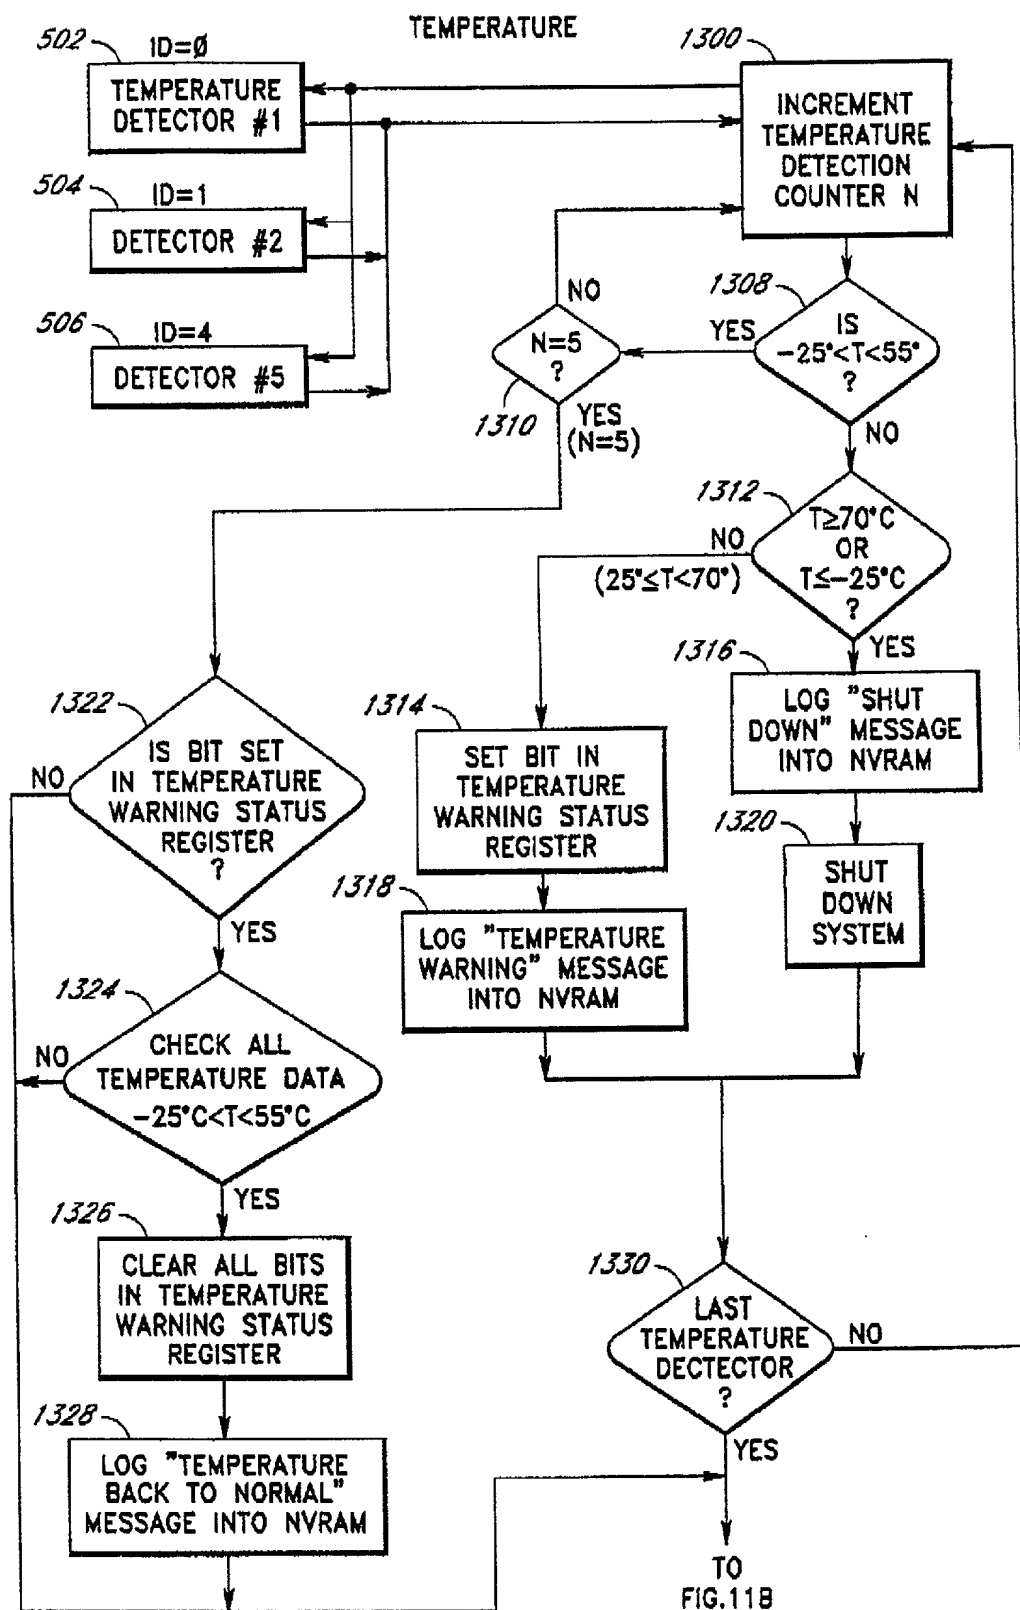 TEMPERATURE
502
ID=Ø
TEMPERATURE
DETECTOR #1
504
ID=1
DETECTOR #2
506
ID=4
DETECTOR #5
1300
INCREMENT
TEMPERATURE
DETECTION
COUNTER N
1308
IS
-25°<T<55°
?
YES
NO
N=5
?
1310
NO
YES
(N=5)
1312
T≥70°C
OR
T≤-25°C
?
NO
(25°≤T<70°)
YES
1316
LOG "SHUT
DOWN" MESSAGE
INTO NVRAM
1320
SHUT
DOWN
SYSTEM
1314
SET BIT IN
TEMPERATURE
WARNING STATUS
REGISTER
1318
LOG "TEMPERATURE
WARNING" MESSAGE
INTO NVRAM
1322
IS BIT SET
IN TEMPERATURE
WARNING STATUS
REGISTER
?
NO
YES
1324
CHECK ALL
TEMPERATURE DATA
-25°C<T<55°C
NO
YES
1326
CLEAR ALL BITS
IN TEMPERATURE
WARNING STATUS
REGISTER
1328
LOG "TEMPERATURE
BACK TO NORMAL"
MESSAGE INTO NVRAM
1330
LAST
TEMPERATURE
DECTECTOR
?
NO
YES
TO
FIG.11B